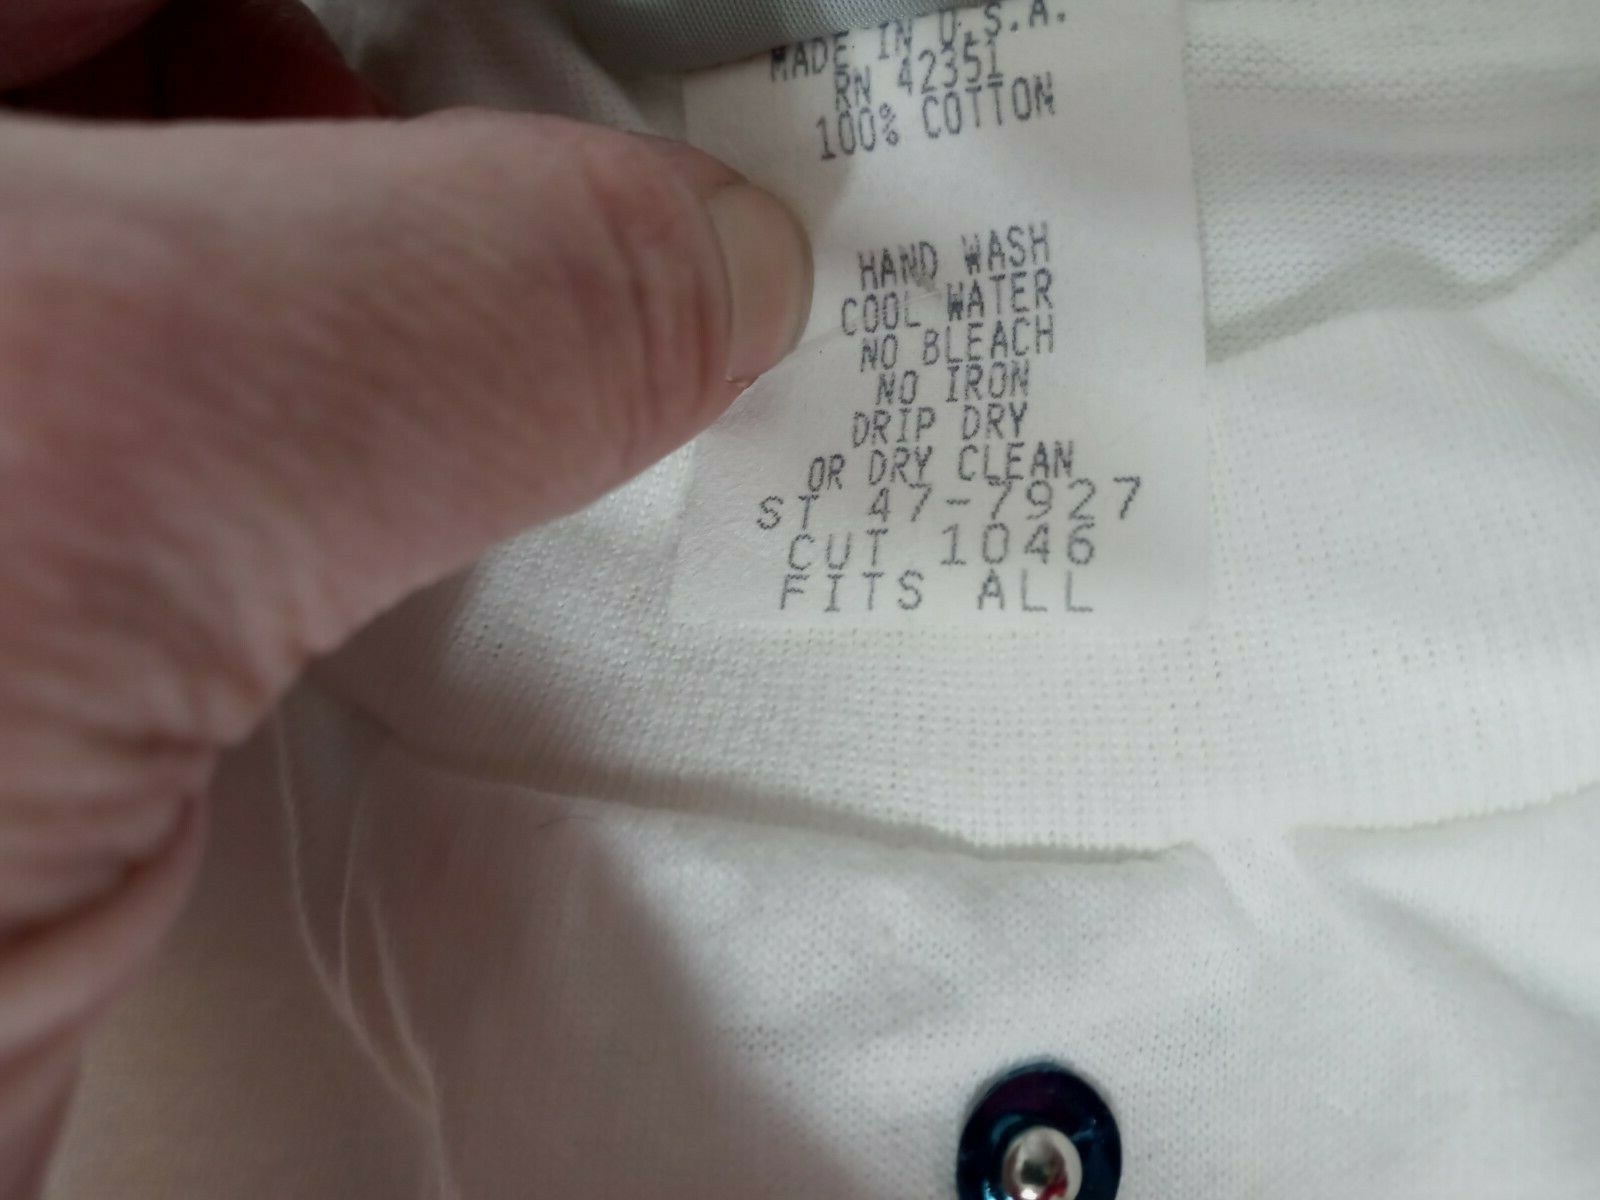 MADE IN U.S.A.
RN 42351
100% COTTON
HAND WASH
COOL WATER
NO BLEACH
NO IRON
DRIP DRY
OR DRY CLEAN
ST 47-7927
CUT 1046
FITS ALL